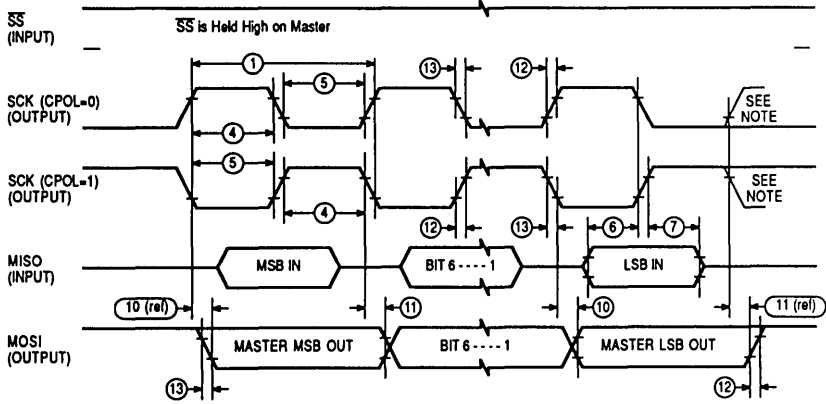 SS
(INPUT)
SS is Held High on Master
1
5
13
12
SCK (CPOL=0)
(OUTPUT)
SEE
NOTE
4
5
SCK (CPOL=1)
(OUTPUT)
SEE
NOTE
4
12
13
6
7
MISO
(INPUT)
MSB IN
BIT 6 - - - - 1
LSB IN
10 (ref)
11
10
11 (ref)
MOSI
(OUTPUT)
MASTER MSB OUT
BIT 6 - - - - 1
MASTER LSB OUT
13
12